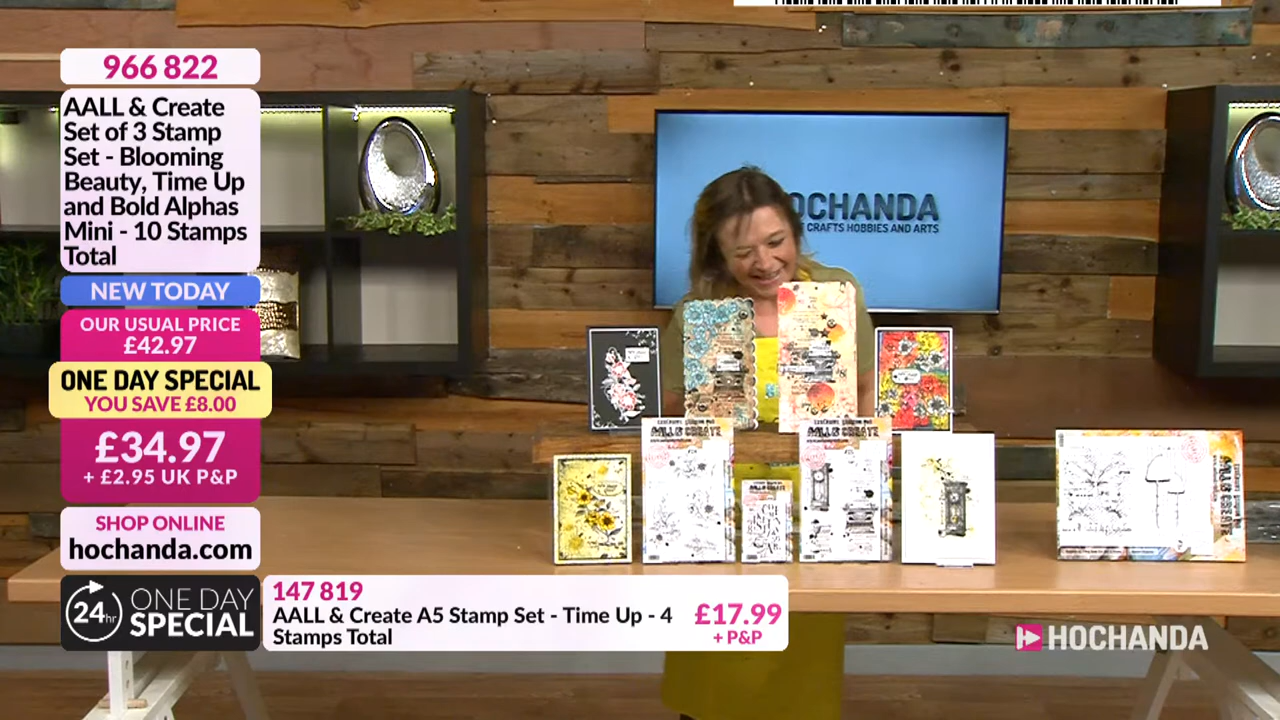 966 822
AALL & Create
Set of 3 Stamp
Set - Blooming
Beauty, Time Up
and Bold Alphas
Mini - 10 Stamps
Total
NEW TODAY
OUR USUAL PRICE
£42.97
ONE DAY SPECIAL
YOU SAVE £8.00
£34.97
+ £2.95 UK P&P
SHOP ONLINE
hochanda.com
24hr
ONE DAY
SPECIAL
147 819
AALL & Create A5 Stamp Set - Time Up - 4
Stamps Total
£17.99
+ P&P
HOCHANDA
CRAFTS HOBBIES AND ARTS
AALL & CREATE
AALL & CREATE
AALL & CREATE
AALL & CREATE
HOCHANDA